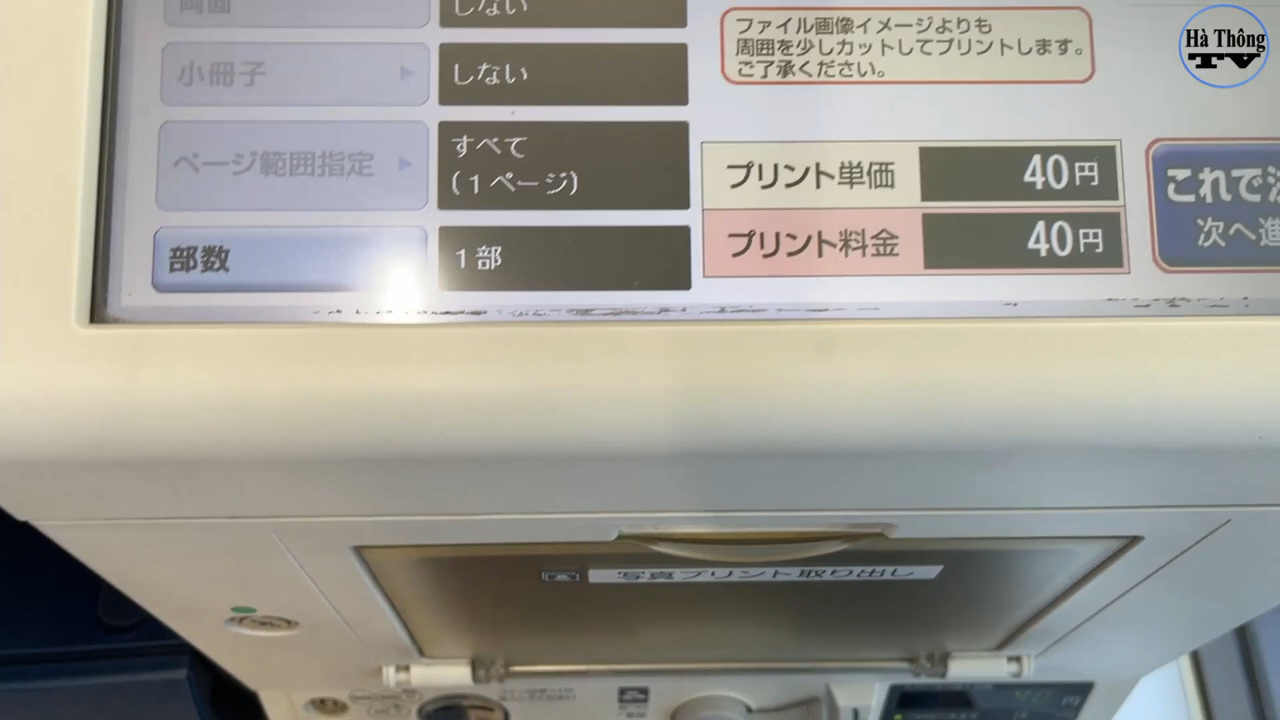 両面
しない
小冊子
しない
ページ範囲指定
すべて
(1ページ)
部数
1部
ファイル画像イメージよりも
周囲を少しカットしてプリントします。
ご了承ください。
プリント単価
40円
プリント料金
40円
これで
次へ進
Hà Thông
TV
写真プリント取り出し
円